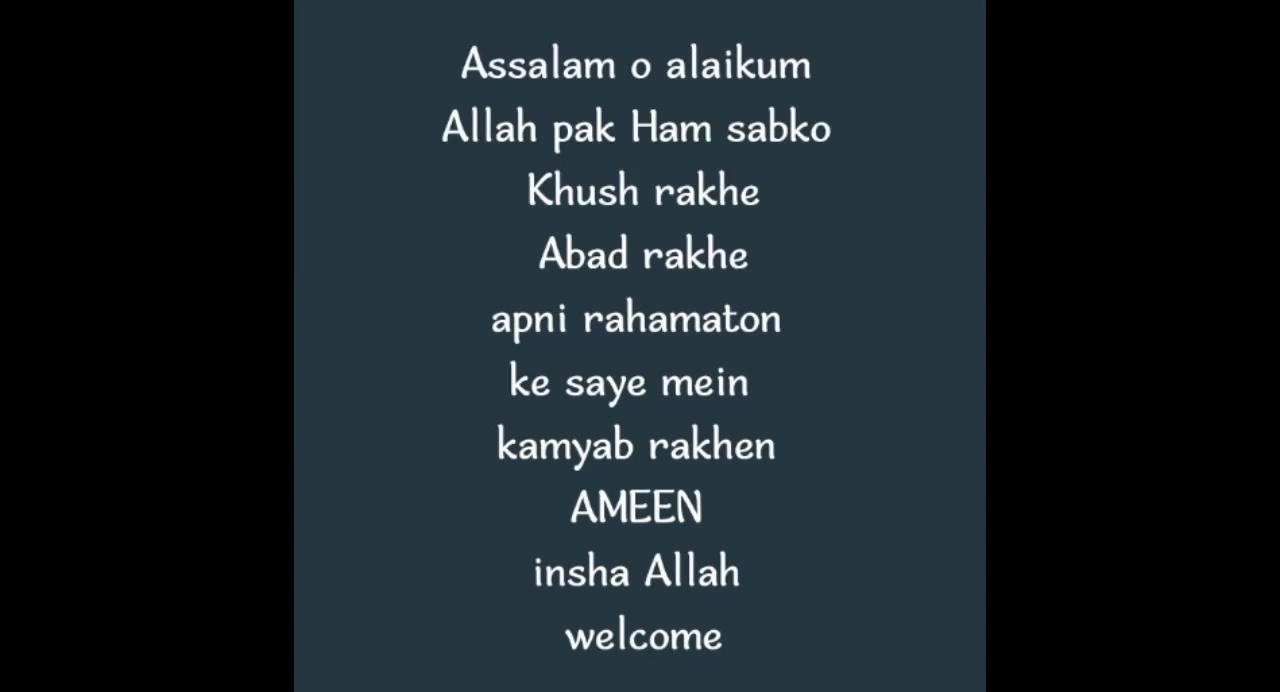 Assalam o alaikum
Allah pak Ham sabko
Khush rakhe
Abad rakhe
apni rahamaton
ke saye mein
kamyab rakhen
AMEEN
insha Allah
welcome